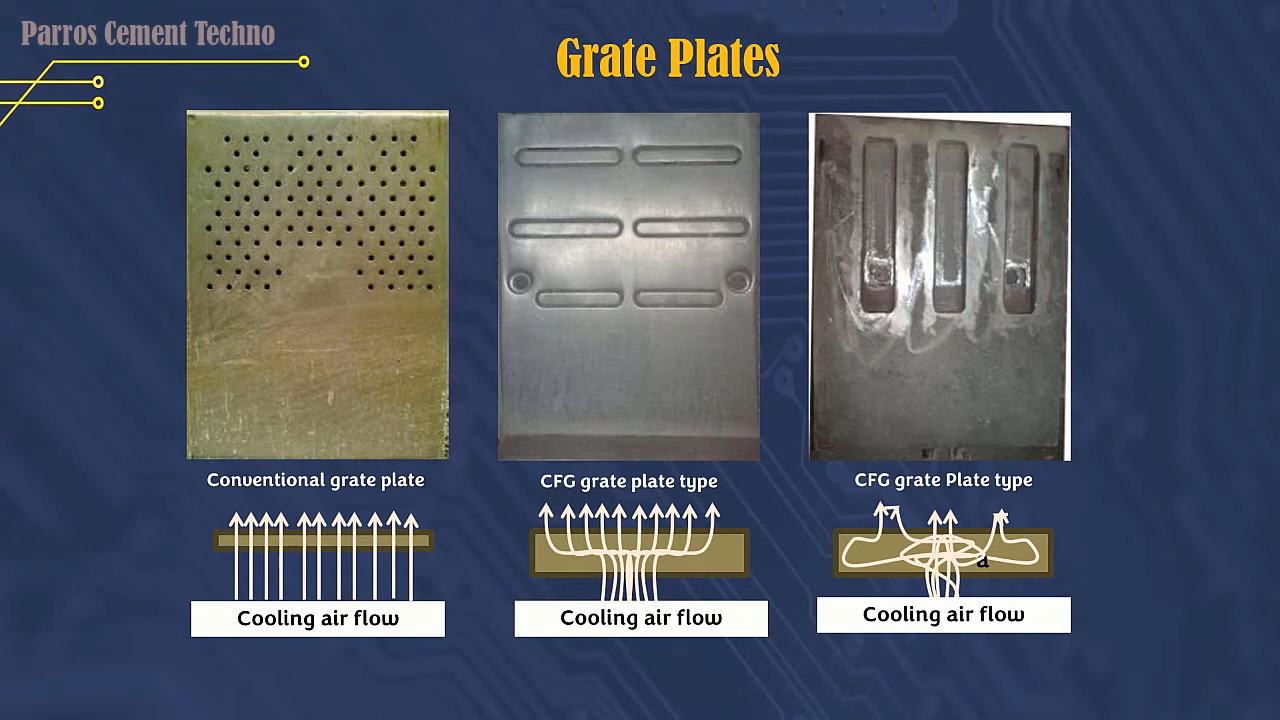 Parros Cement Techno
Grate Plates
Conventional grate plate
CFG grate plate type
CFG grate Plate type
a
Cooling air flow
Cooling air flow
Cooling air flow